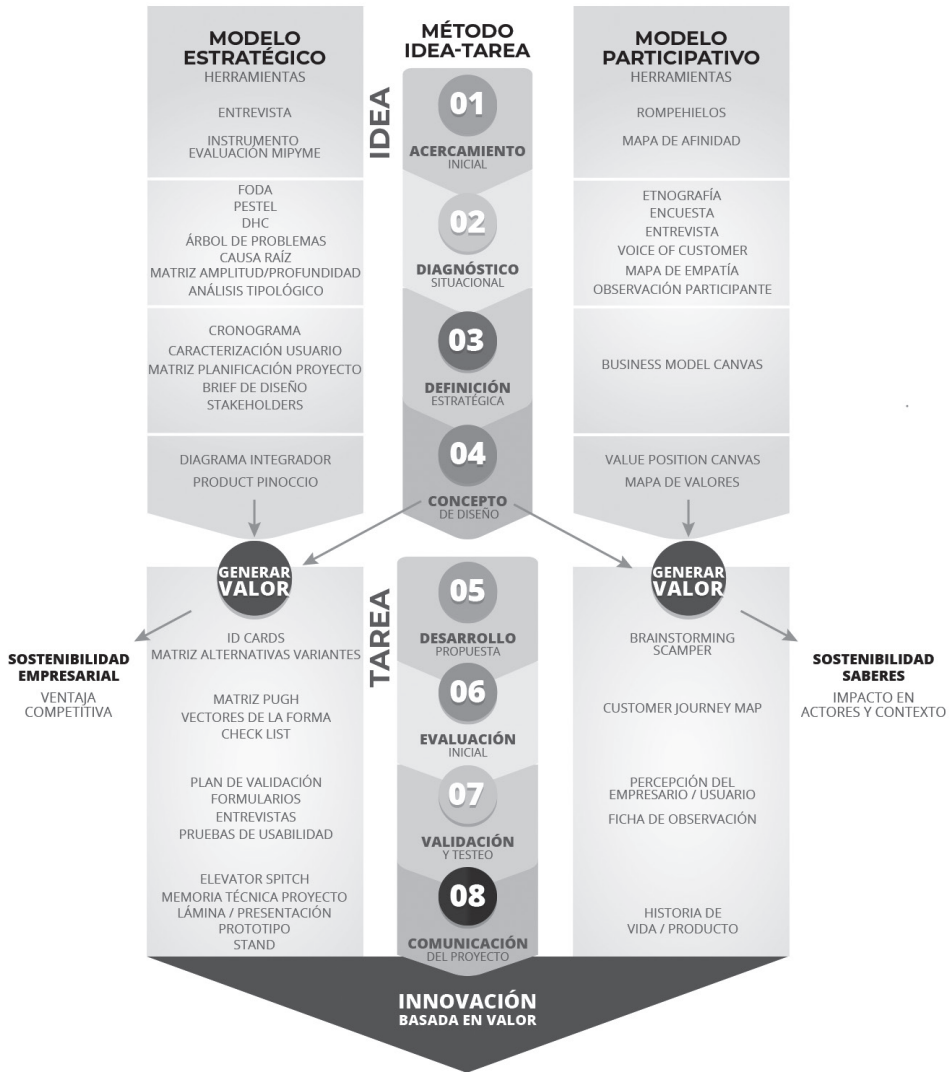 MODELO
ESTRATÉGICO
HERRAMIENTAS
ENTREVISTA
INSTRUMENTO
EVALUACIÓN MIPYME
FODA
PESTEL
DHC
ÁRBOL DE PROBLEMAS
CAUSA RAÍZ
MATRIZ AMPLITUD/PROFUNDIDAD
ANÁLISIS TIPOLÓGICO
CRONOGRAMA
CARACTERIZACIÓN USUARIO
MATRIZ PLANIFICACIÓN PROYECTO
BRIEF DE DISEÑO
STAKEHOLDERS
DIAGRAMA INTEGRADOR
PRODUCT PINOCCIO
MÉTODO
IDEA-TAREA
IDEA
01
ACERCAMIENTO
INICIAL
02
DIAGNÓSTICO
SITUACIONAL
03
DEFINICIÓN
ESTRATÉGICA
04
CONCEPTO
DE DISEÑO
MODELO
PARTICIPATIVO
HERRAMIENTAS
ROMPEHIELOS
MAPA DE AFINIDAD
ETNOGRAFÍA
ENCUESTA
ENTREVISTA
VOICE OF CUSTOMER
MAPA DE EMPATÍA
OBSERVACIÓN PARTICIPANTE
BUSINESS MODEL CANVAS
VALUE POSITION CANVAS
MAPA DE VALORES
GENERAR
VALOR
SOSTENIBILIDAD
EMPRESARIAL
VENTAJA
COMPETITIVA
ID CARDS
MATRIZ ALTERNATIVAS VARIANTES
MATRIZ PUGH
VECTORES DE LA FORMA
CHECK LIST
PLAN DE VALIDACIÓN
FORMULARIOS
ENTREVISTAS
PRUEBAS DE USABILIDAD
ELEVATOR SPITCH
MEMORIA TÉCNICA PROYECTO
LÁMINA / PRESENTACIÓN
PROTOTIPO
STAND
TAREA
05
DESARROLLO
PROPUESTA
06
EVALUACIÓN
INICIAL
07
VALIDACIÓN
Y TESTEO
08
COMUNICACIÓN
DEL PROYECTO
GENERAR
VALOR
BRAINSTORMING
SCAMPER
CUSTOMER JOURNEY MAP
PERCEPCIÓN DEL
EMPRESARIO / USUARIO
FICHA DE OBSERVACIÓN
HISTORIA DE
VIDA / PRODUCTO
SOSTENIBILIDAD
SABERES
IMPACTO EN
ACTORES Y CONTEXTO
INNOVACIÓN
BASADA EN VALOR